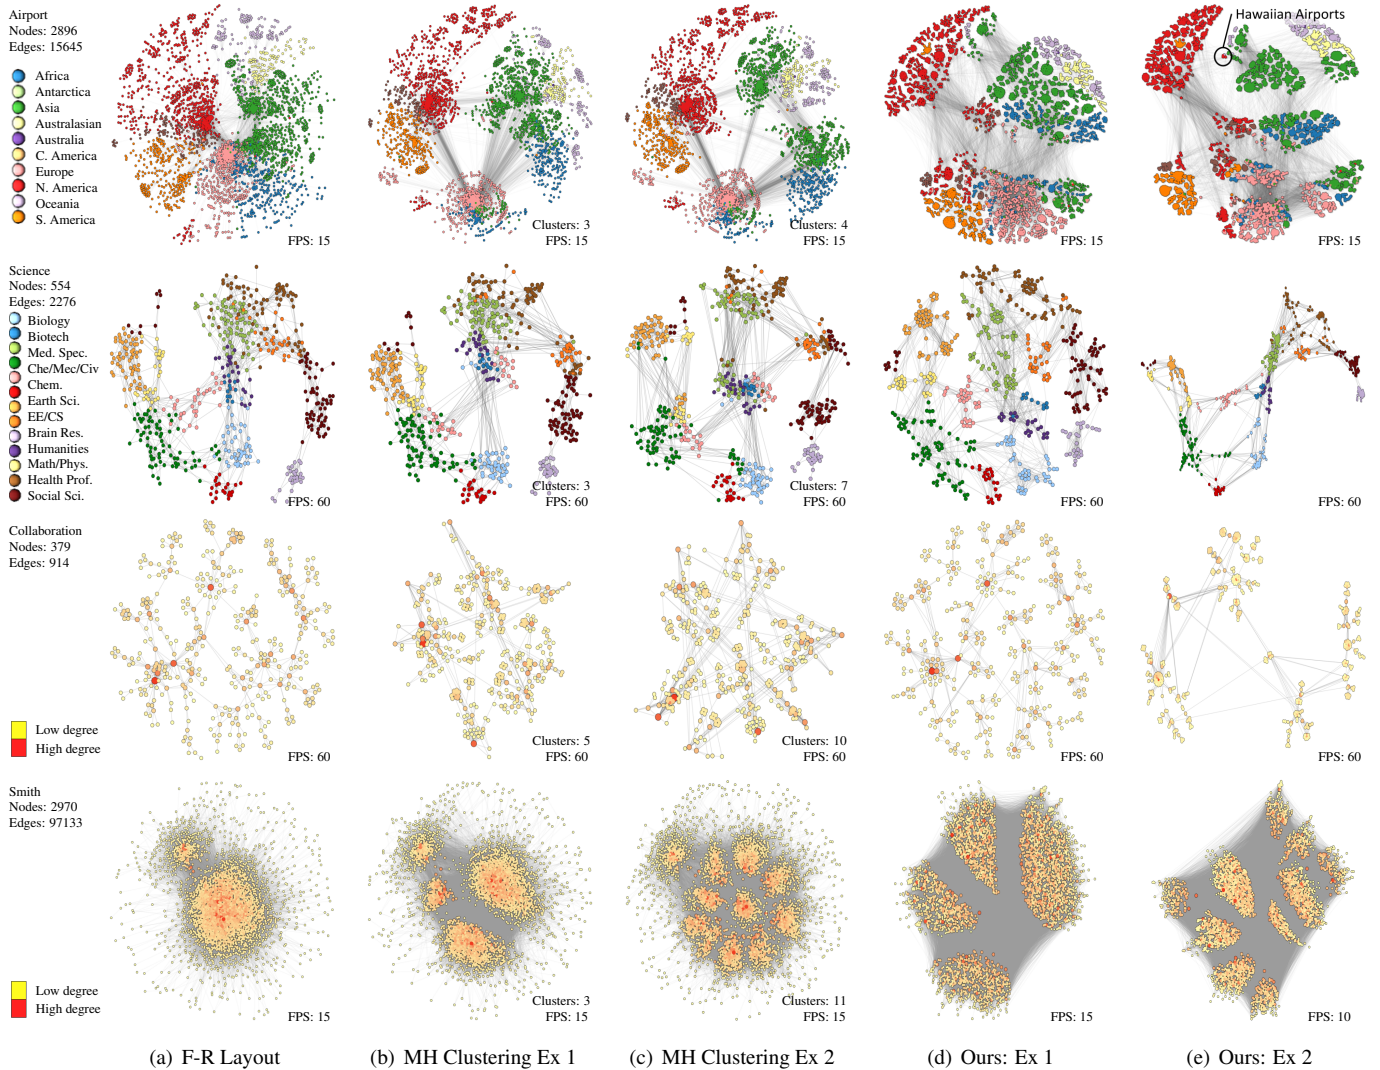 Airport
Nodes: 2896
Edges: 15645
Africa
Antarctica
Asia
Australasian
Australia
C. America
Europe
N. America
Oceania
S. America
FPS: 15
Clusters: 3
FPS: 15
Clusters: 4
FPS: 15
FPS: 15
Hawaiian Airports
FPS: 15
Science
Nodes: 554
Edges: 2276
Biology
Biotech
Med. Spec.
Che/Mec/Civ
Chem.
Earth Sci.
EE/CS
Brain Res.
Humanities
Math/Phys.
Health Prof.
Social Sci.
FPS: 60
Clusters: 3
FPS: 60
Clusters: 7
FPS: 60
FPS: 60
FPS: 60
Collaboration
Nodes: 379
Edges: 914
Low degree
High degree
FPS: 60
Clusters: 5
FPS: 60
Clusters: 10
FPS: 60
FPS: 60
FPS: 60
Smith
Nodes: 2970
Edges: 97133
Low degree
High degree
FPS: 15
Clusters: 3
FPS: 15
Clusters: 11
FPS: 15
FPS: 15
FPS: 10
(a) F-R Layout
(b) MH Clustering Ex 1
(c) MH Clustering Ex 2
(d) Ours: Ex 1
(e) Ours: Ex 2